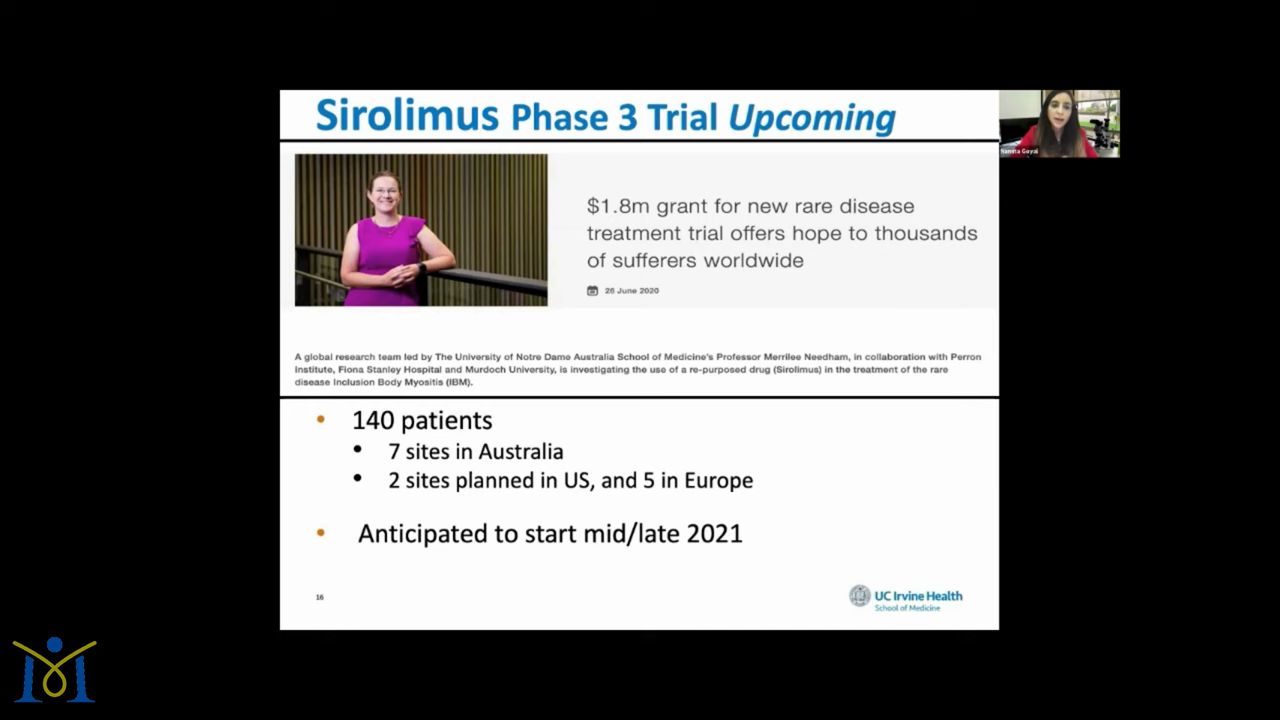 Sirolimus Phase 3 Trial Upcoming
Namita Goyal
$1.8m grant for new rare disease
treatment trial offers hope to thousands
of sufferers worldwide
26 June 2020
A global research team led by The University of Notre Dame Australia School of Medicine's Professor Merrilee Needham, in collaboration with Perron
Institute, Fiona Stanley Hospital and Murdoch University, is investigating the use of a re-purposed drug (Sirolimus) in the treatment of the rare
disease Inclusion Body Myositis (IBM).
• 140 patients
• 7 sites in Australia
• 2 sites planned in US, and 5 in Europe
• Anticipated to start mid/late 2021
16
UC Irvine Health
School of Medicine